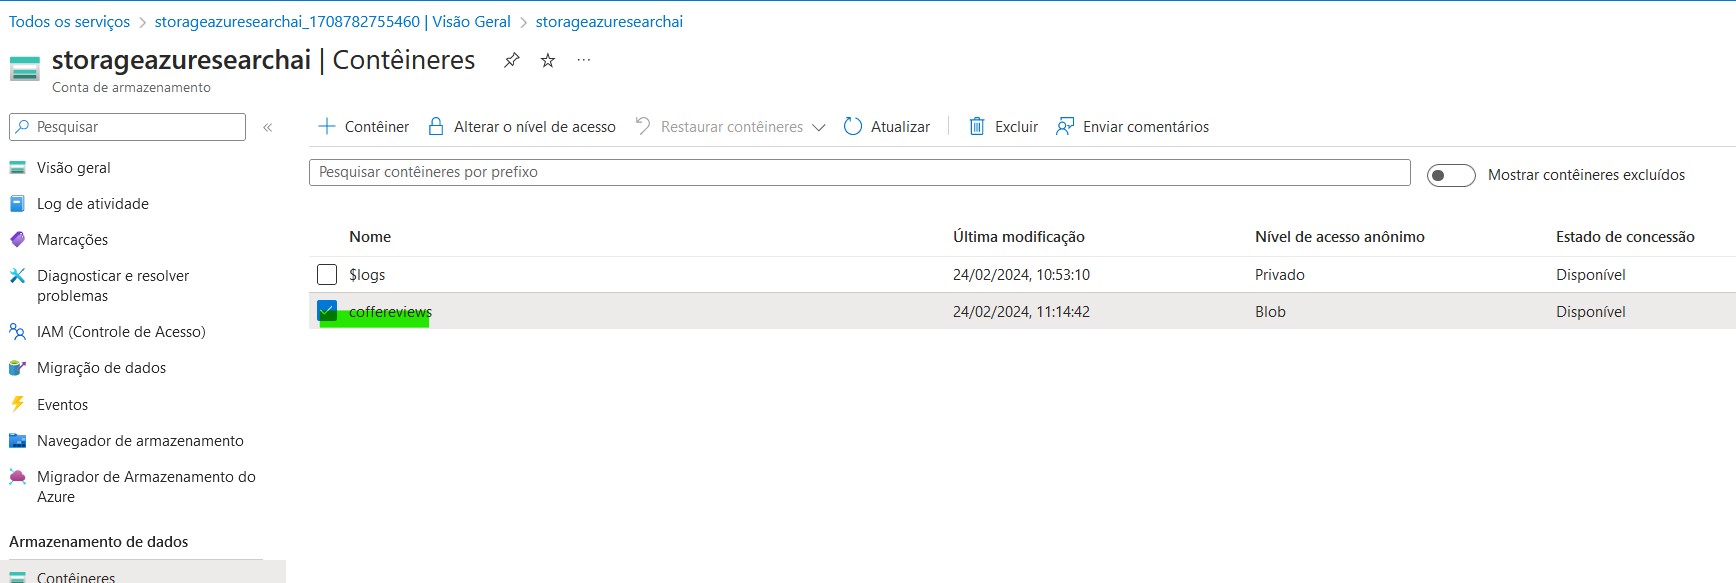 Todos os serviços > storageazuresearchai_1708782755460 | Visão Geral > storageazuresearchai
storageazuresearchai | Contêineres
Conta de armazenamento
Pesquisar
Visão geral
Log de atividade
Marcações
Diagnosticar e resolver
problemas
IAM (Controle de Acesso)
Migração de dados
Eventos
Navegador de armazenamento
Migrador de Armazenamento do
Azure
Armazenamento de dados
Contêineres
Contêiner Alterar o nível de acesso Restaurar contêineres Atualizar Excluir Enviar comentários
Pesquisar contêineres por prefixo Mostrar contêineres excluídos
Nome Última modificação Nível de acesso anônimo Estado de concessão
$logs 24/02/2024, 10:53:10 Privado Disponível
coffereviews 24/02/2024, 11:14:42 Blob Disponível